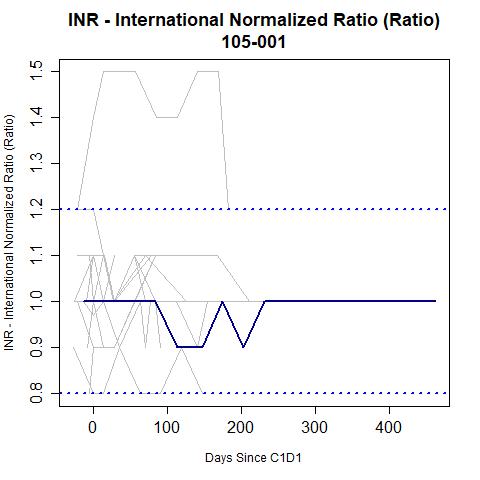 INR - International Normalized Ratio (Ratio)
105-001
INR - International Normalized Ratio (Ratio)
1.5
1.4
1.3
1.2
1.1
1.0
0.9
0.8
0 100 200 300 400
Days Since C1D1